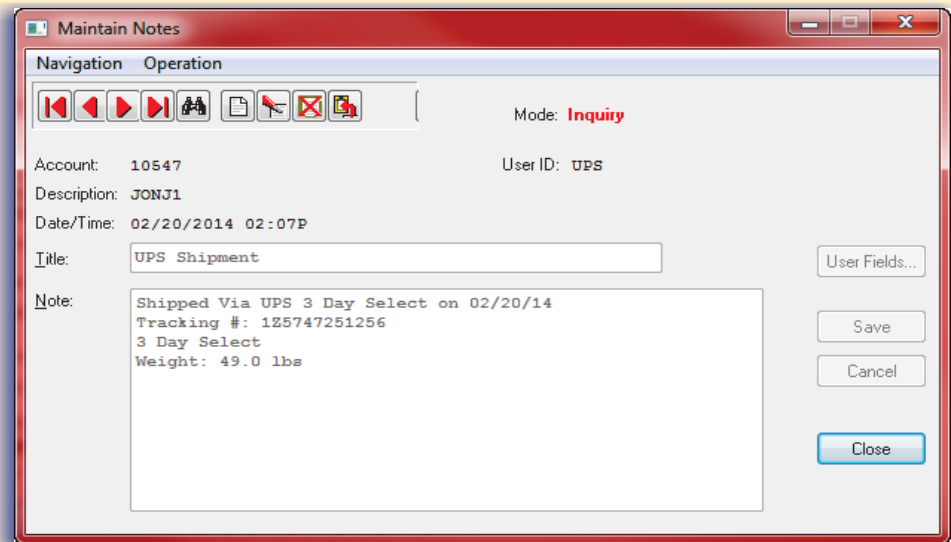 Maintain Notes
Navigation Operation
Mode: Inquiry
Account: 10547 User ID: UPS
Description: JONJ1
Date/Time: 02/20/2014 02:07P
Title: UPS Shipment User Fields...
Note: Shipped Via UPS 3 Day Select on 02/20/14
Tracking #: 1Z5747251256
3 Day Select
Weight: 49.0 lbs
Save
Cancel
Close